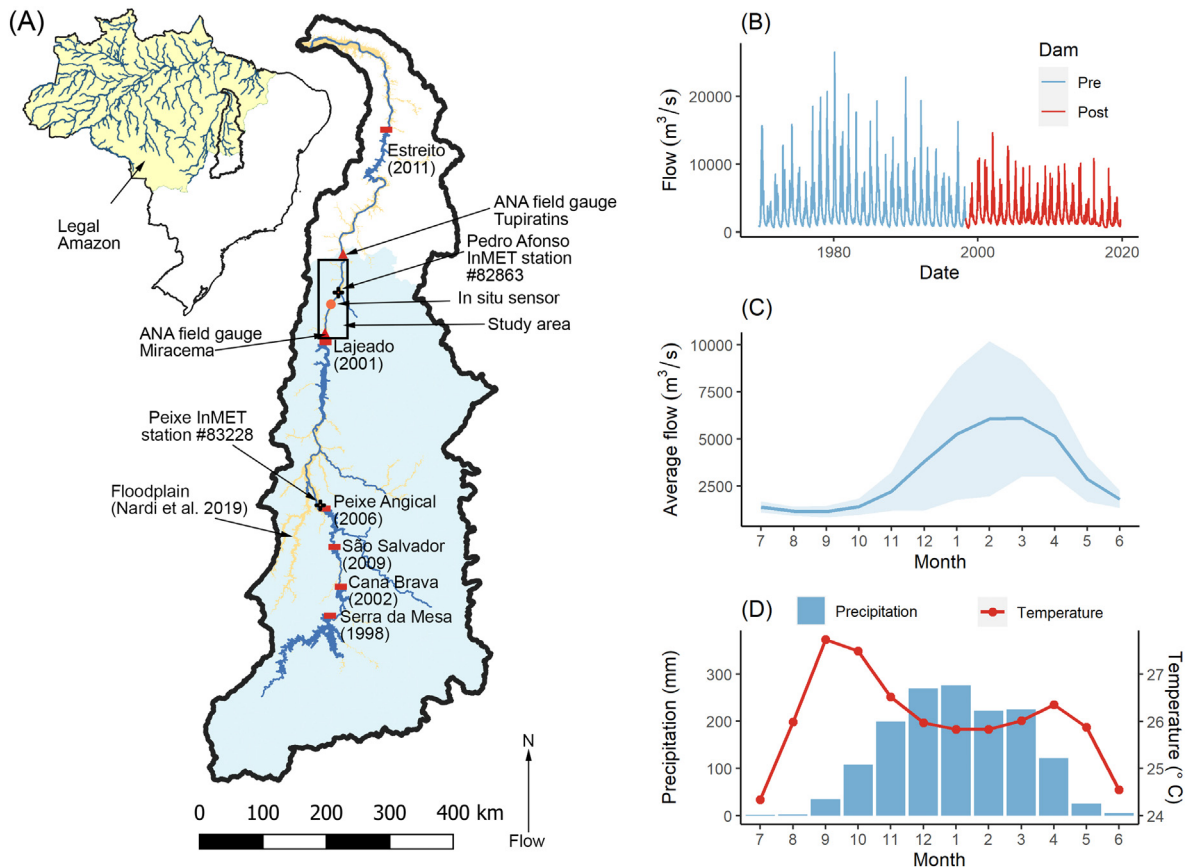 (A)
Legal
Amazon
Estreito
(2011)
ANA field gauge
Tupiratins
Pedro Afonso
InMET station
#82863
In situ sensor
Study area
ANA field gauge
Miracema
Lajeado
(2001)
Peixe InMET
station #83228
Floodplain
(Nardi et al. 2019)
Peixe Angical
(2006)
São Salvador
(2009)
Cana Brava
(2002)
Serra da Mesa
(1998)
N
Flow
0 100 200 300 400 km
(B)
Dam
Pre
Post
Flow (m³/s)
20000
10000
0
1980 2000 2020
Date
(C)
Average flow (m³/s)
10000
7500
5000
2500
7 8 9 10 11 12 1 2 3 4 5 6
Month
(D)
Precipitation
Temperature
Precipitation (mm)
300
200
100
0
Temperature (° C)
27
26
25
24
7 8 9 10 11 12 1 2 3 4 5 6
Month